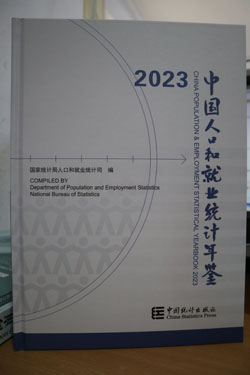 2023
中国人口和就业统计年鉴
CHINA POPULATION & EMPLOYMENT STATISTICAL YEARBOOK 2023
国家统计局人口和就业统计司 编
COMPILED BY
Department of Population and Employment Statistics
National Bureau of Statistics
中国统计出版社
China Statistics Press